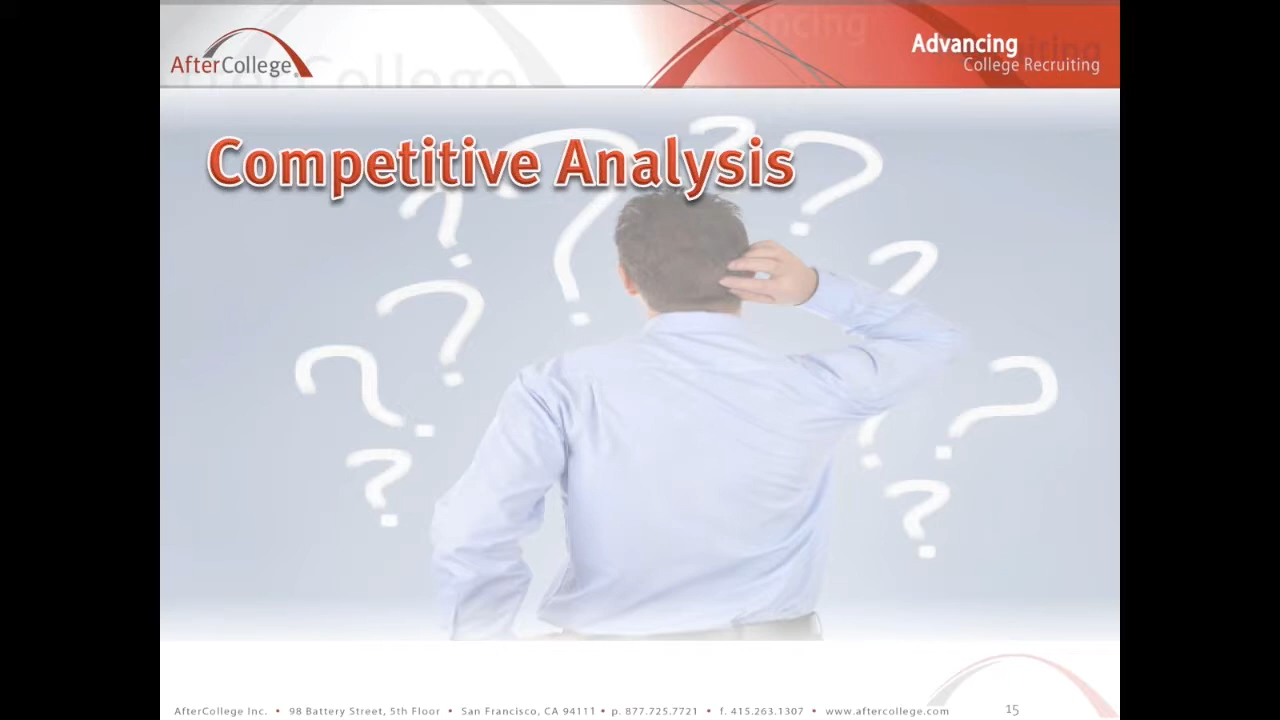 AfterCollege
Advancing
College Recruiting
Competitive Analysis
AfterCollege Inc. • 98 Battery Street, 5th Floor • San Francisco, CA 94111 • p. 877.725.7721 • f. 415.263.1307 • www.aftercollege.com
15